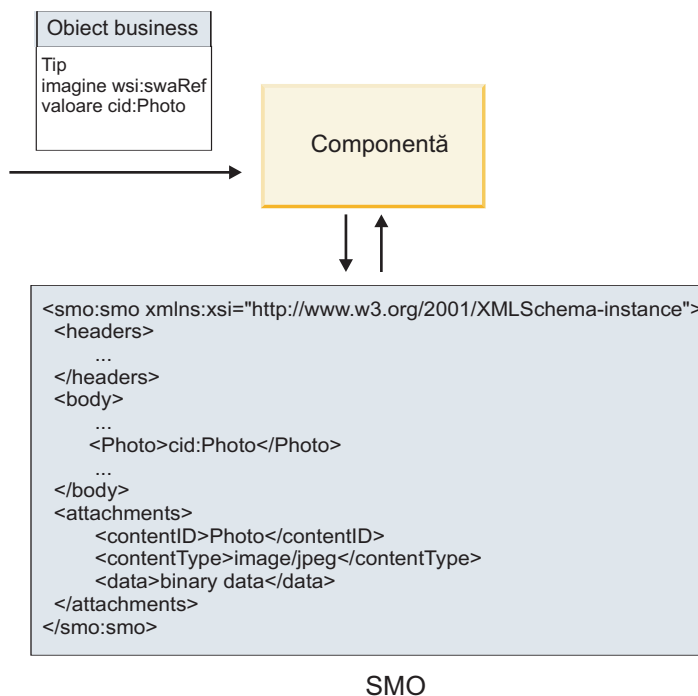 Obiect business
Tip
imagine wsi:swaRef
valoare cid:Photo
Componentă
<smo:smo xmlns:xsi="http://www.w3.org/2001/XMLSchema-instance">
<headers>
...
</headers>
<body>
...
<Photo>cid:Photo</Photo>
...
</body>
<attachments>
<contentID>Photo</contentID>
<contentType>image/jpeg</contentType>
<data>binary data</data>
</attachments>
</smo:smo>
SMO